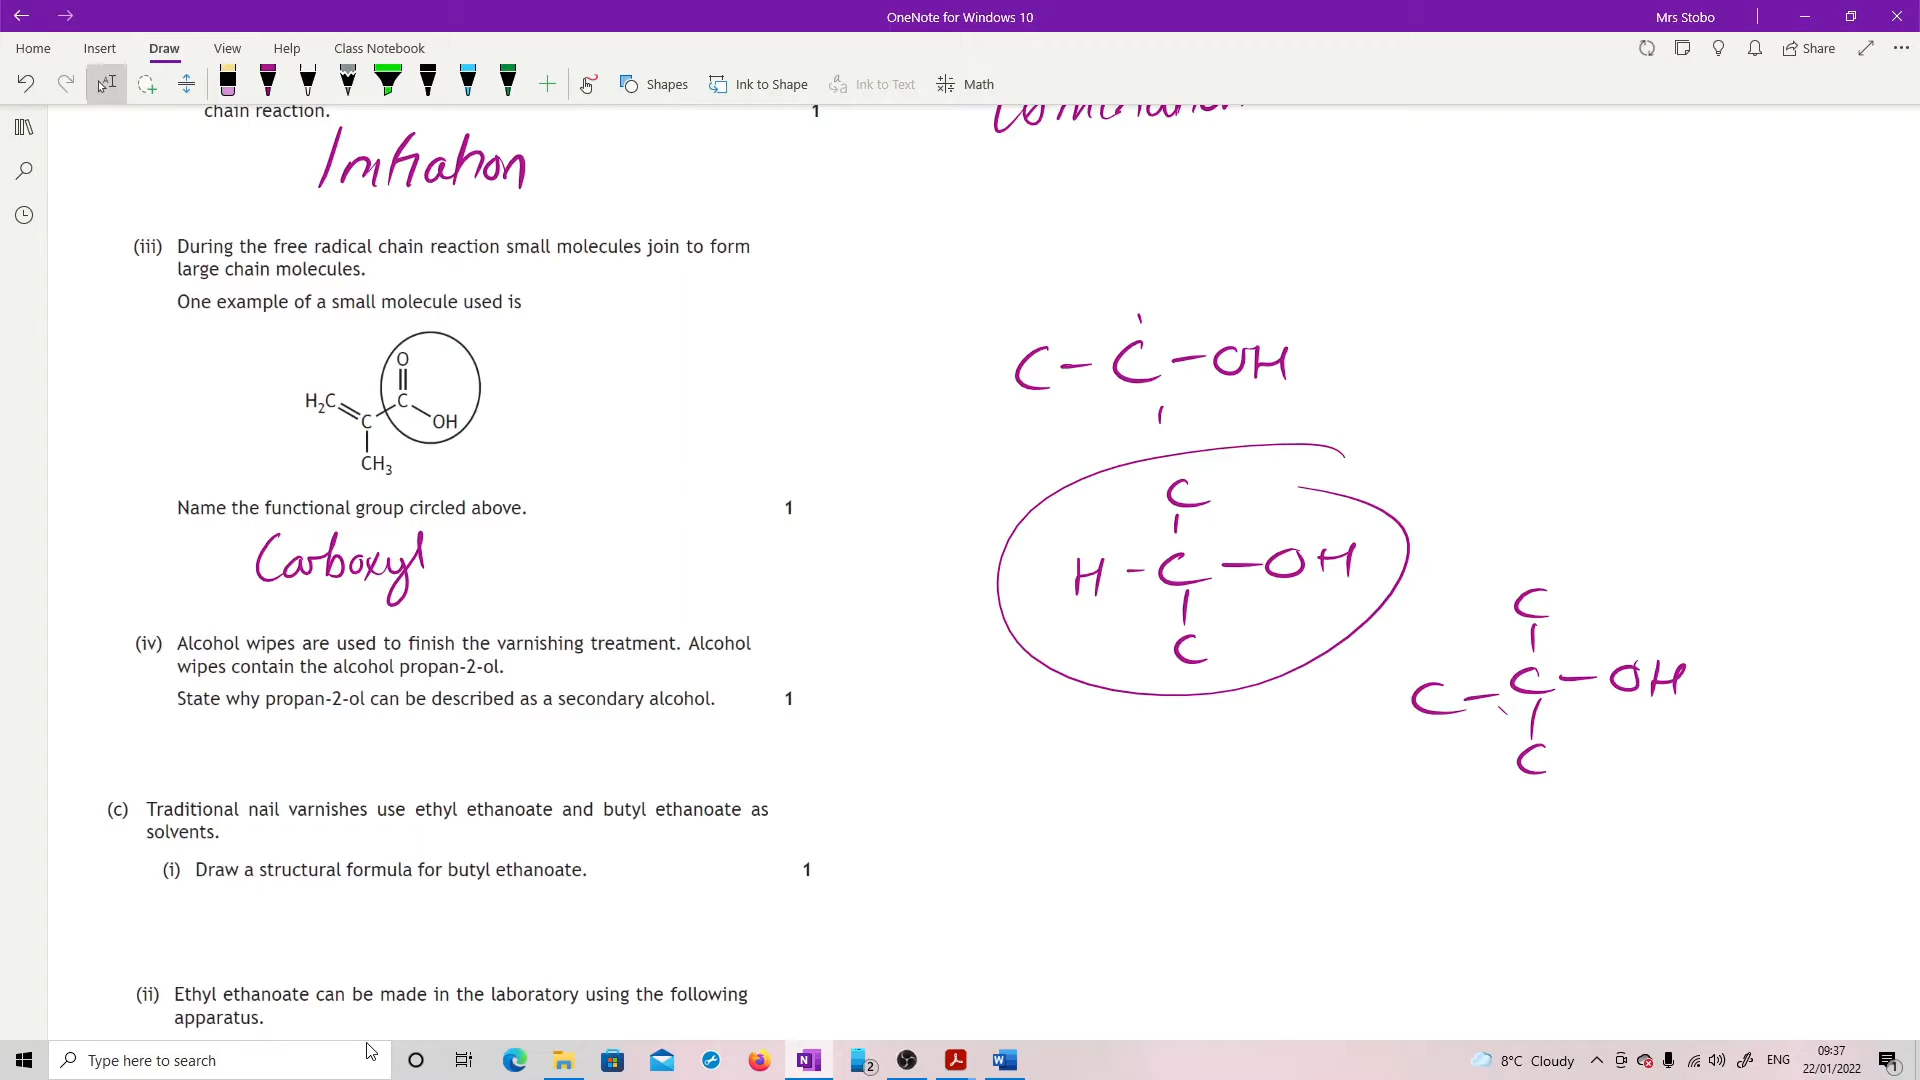 OneNote for Windows 10
Mrs Stobo
Home Insert Draw View Help Class Notebook
Share
Shapes Ink to Shape Ink to Text Math
chain reaction. 1
Initiation
(iii) During the free radical chain reaction small molecules join to form
large chain molecules.
One example of a small molecule used is
O
H2C C C OH
CH3
Name the functional group circled above. 1
Carboxyl
(iv) Alcohol wipes are used to finish the varnishing treatment. Alcohol
wipes contain the alcohol propan-2-ol.
State why propan-2-ol can be described as a secondary alcohol. 1
(c) Traditional nail varnishes use ethyl ethanoate and butyl ethanoate as
solvents.
(i) Draw a structural formula for butyl ethanoate. 1
(ii) Ethyl ethanoate can be made in the laboratory using the following
apparatus.
C - C - OH
C
H - C - OH
C
C
C - C - OH
C
Type here to search
2
8°C Cloudy
ENG
09:37
22/01/2022
1